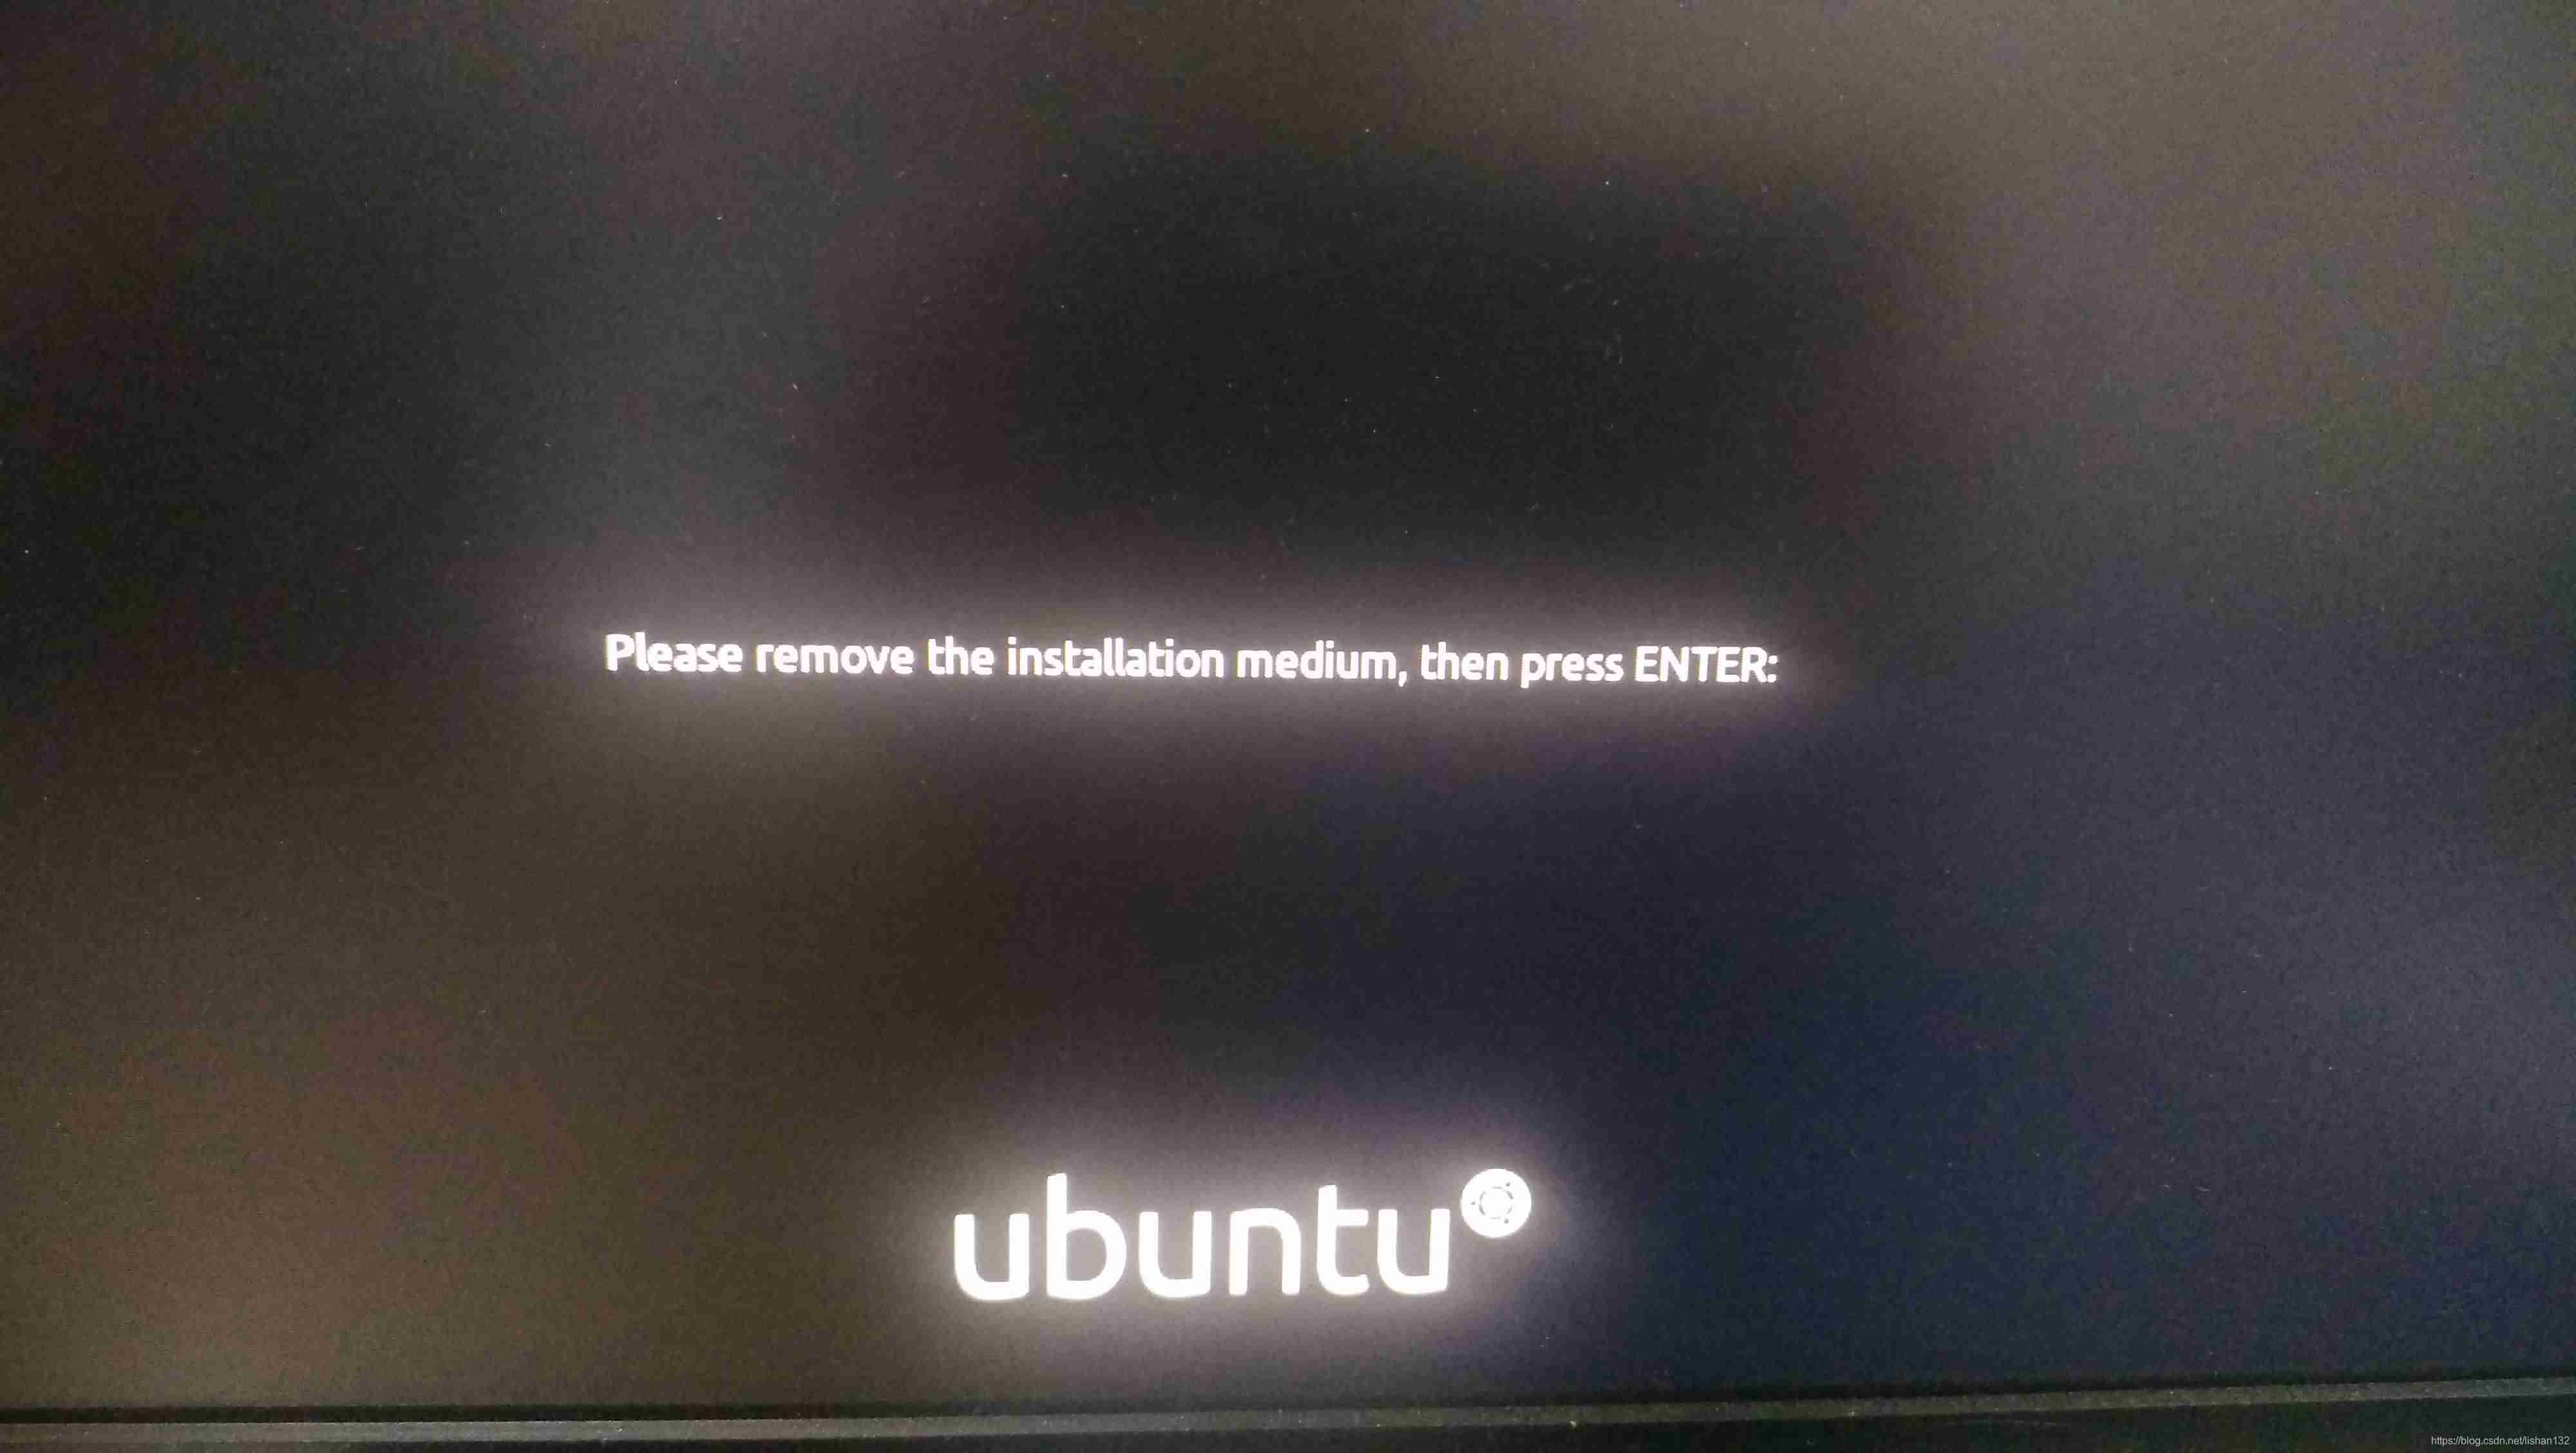 Please remove the installation medium, then press ENTER:
ubuntu
https://blog.csdn.net/lishan132